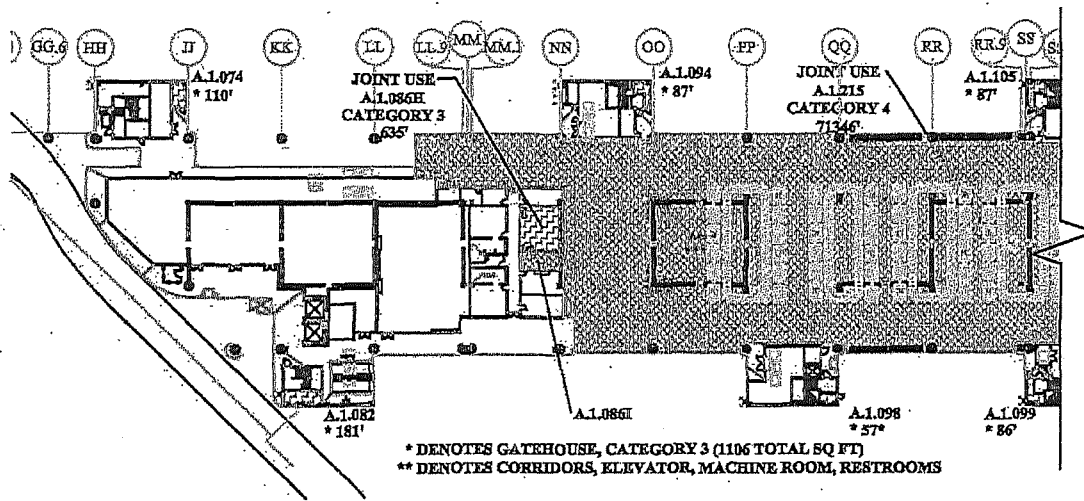 GG.6 HH JJ KK LL LL.9 MM MM.1 NN OO PP QQ RR RR.9 SS
A.1.074
* 110'
JOINT USE
A.1.086H
CATEGORY 3
635'
A.1.094
* 87'
JOINT USE
A.1.215
CATEGORY 4
71346'
A.1.105
* 87'
A.1.082
* 181'
A.1.086H
A.1.098
* 57*
A.1.099
* 86'
* DENOTES GATEHOUSE, CATEGORY 3 (1106 TOTAL SQ FT)
** DENOTES CORRIDORS, ELEVATOR, MACHINE ROOM, RESTROOMS